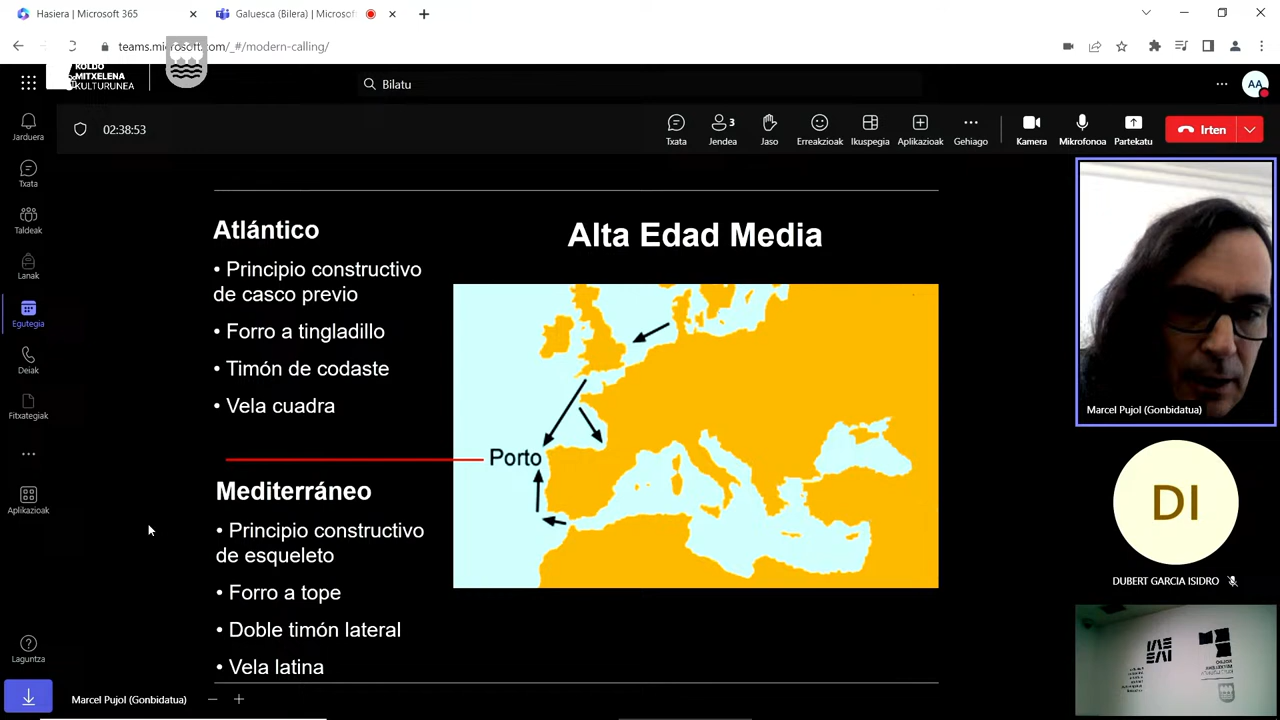 Hasiera | Microsoft 365
Galuesca (Bilera) | Microsoft
teams.microsoft.com/_#/modern-calling/
KOLDO
MITXELENA
KULTURUNEA
Bilatu
AA
02:38:53
3
Txata
Jendea
Jaso
Erreakzioak
Ikuspegia
Aplikazioak
Gehiago
Kamera
Mikrofonoa
Partekatu
Irten
Jarduera
Txata
Taldeak
Lanak
Egutegia
Deiak
Fitxategiak
Aplikazioak
Laguntza
Atlántico
• Principio constructivo
de casco previo
• Forro a tingladillo
• Timón de codaste
• Vela cuadra
Mediterráneo
• Principio constructivo
de esqueleto
• Forro a tope
• Doble timón lateral
• Vela latina
Alta Edad Media
Porto
Marcel Pujol (Gonbidatua)
DI
DUBERT GARCIA ISIDRO
Marcel Pujol (Gonbidatua)